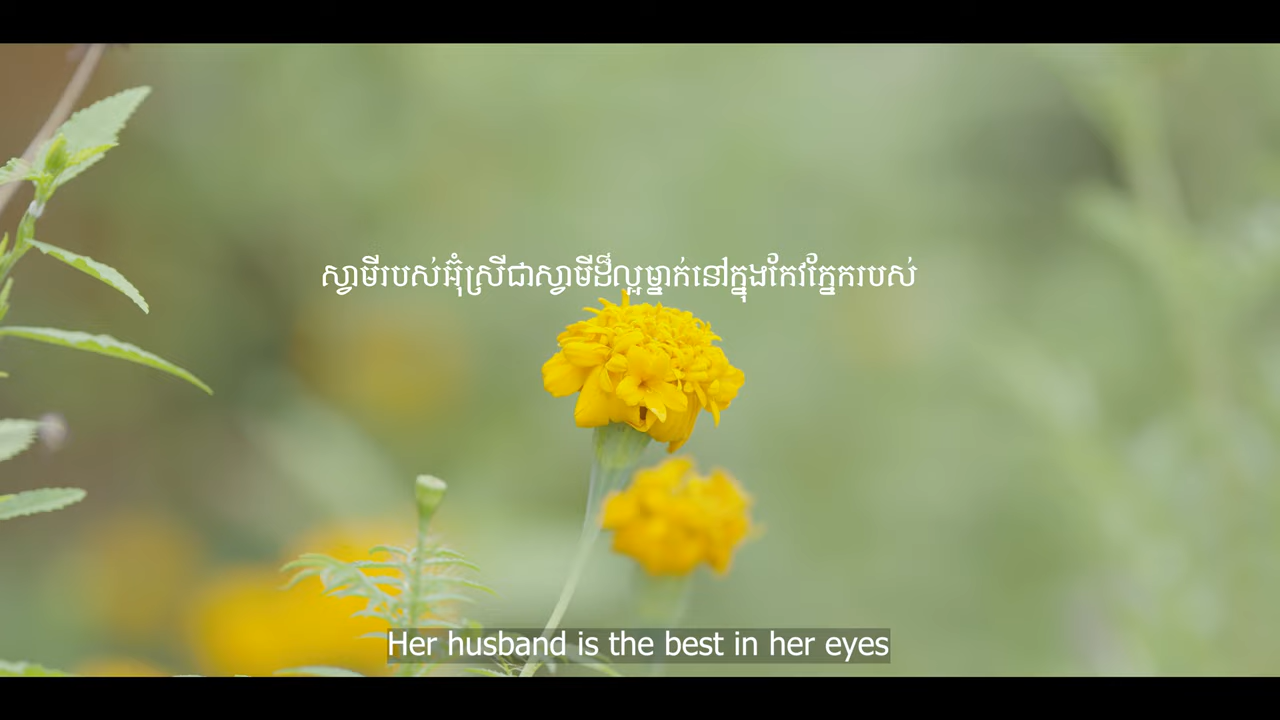 ស្វាមីរបស់អ៊ុំស្រីជាស្វាមីដ៏ល្អម្នាក់នៅក្នុងកែវភ្នែករបស់
Her husband is the best in her eyes